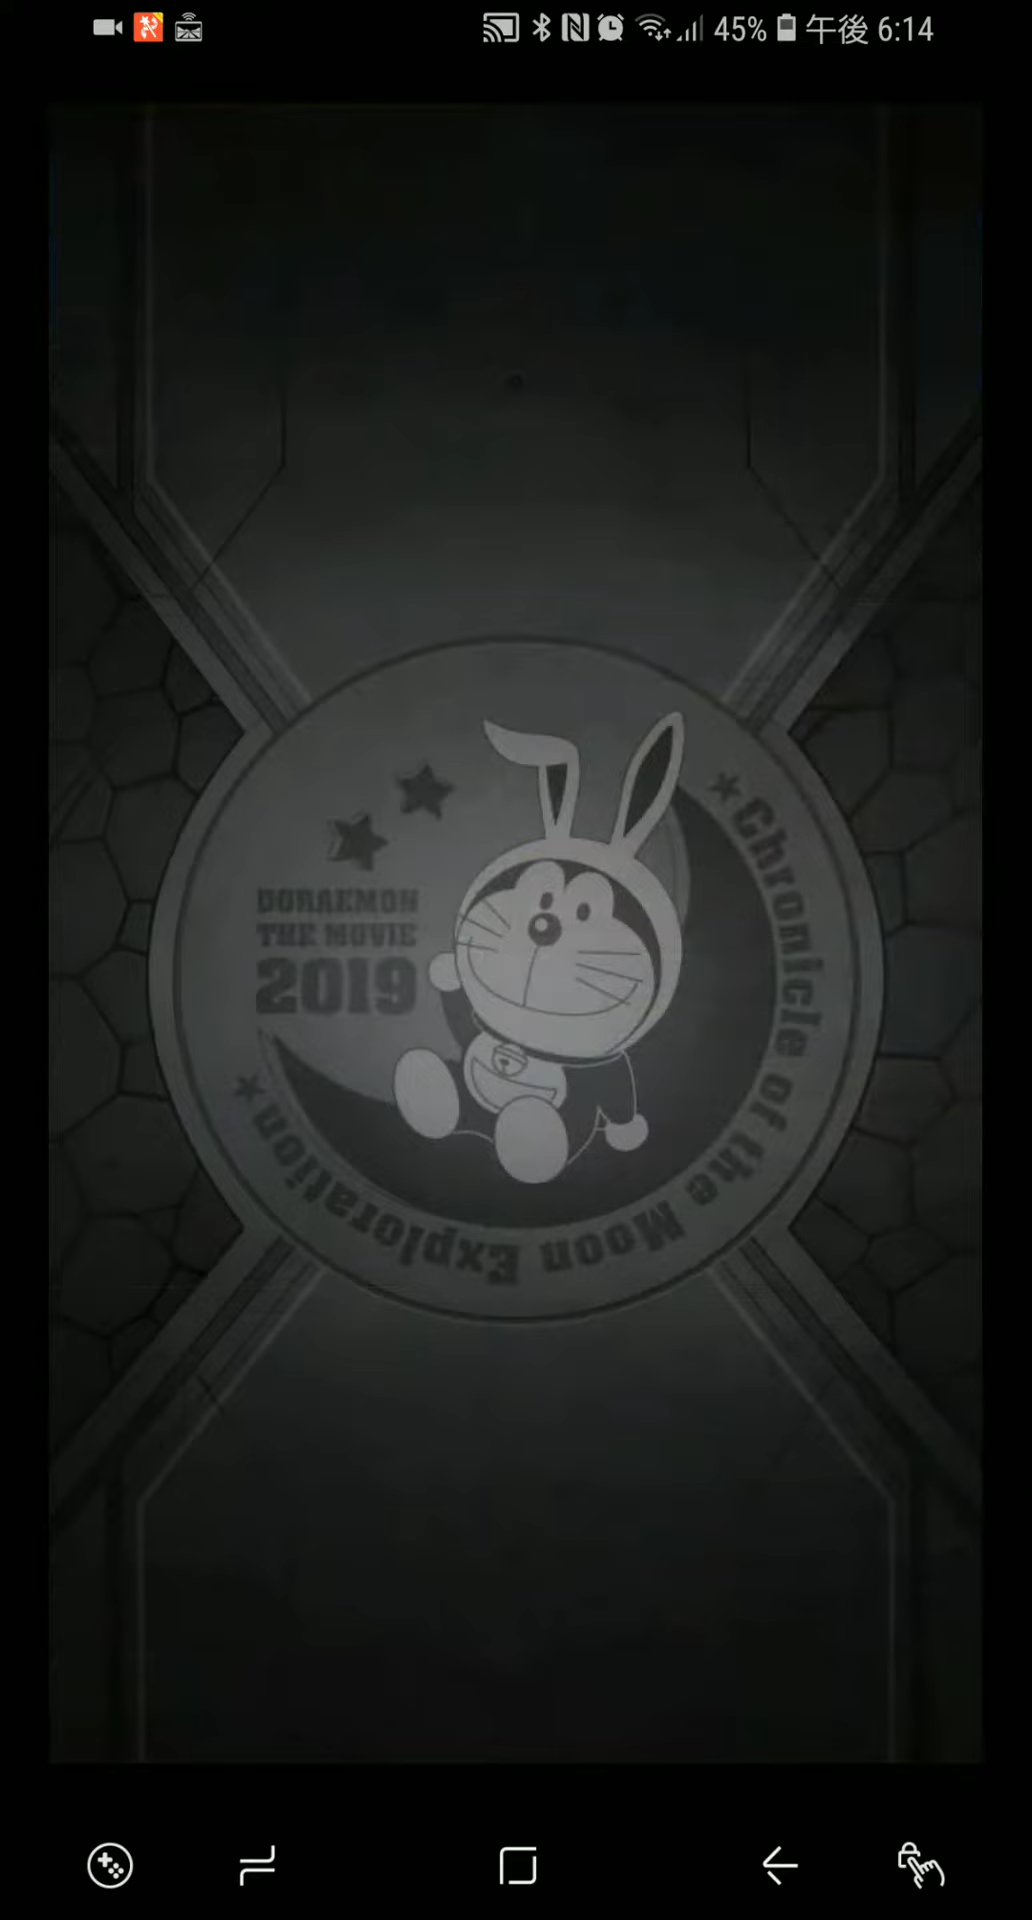 45% 午後 6:14
DORAEMON
THE MOVIE
2019
★Chronicle of the Moon Exploration★